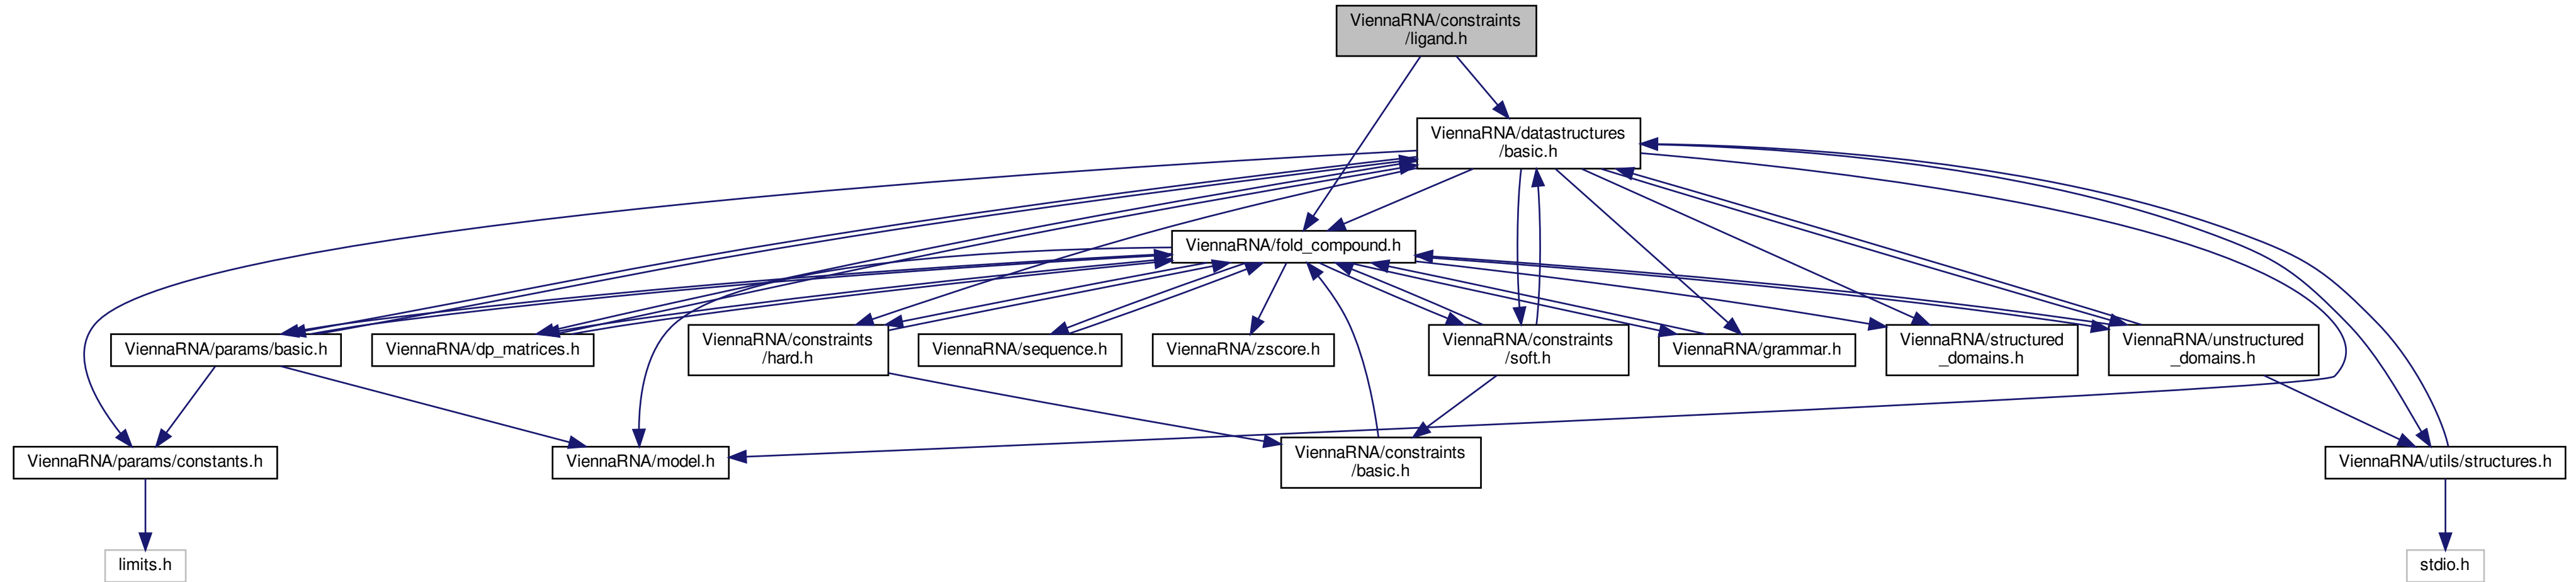 ViennaRNA/constraints
/ligand.h
ViennaRNA/datastructures
/basic.h
ViennaRNA/fold_compound.h
ViennaRNA/params/basic.h
ViennaRNA/dp_matrices.h
ViennaRNA/constraints
/hard.h
ViennaRNA/sequence.h
ViennaRNA/zscore.h
ViennaRNA/constraints
/soft.h
ViennaRNA/grammar.h
ViennaRNA/structured
_domains.h
ViennaRNA/unstructured
_domains.h
ViennaRNA/params/constants.h
ViennaRNA/model.h
ViennaRNA/constraints
/basic.h
ViennaRNA/utils/structures.h
limits.h
stdio.h